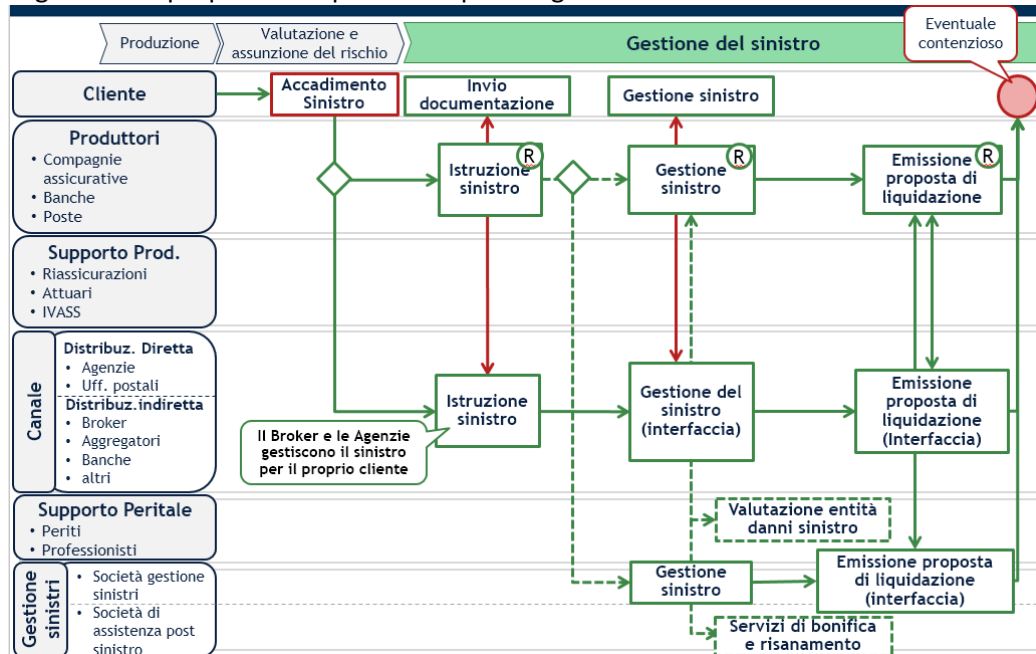 Produzione
Valutazione e
assunzione del rischio
Gestione del sinistro
Eventuale
contenzioso
Cliente
Accadimento
Sinistro
Invio
documentazione
Gestione sinistro
Produttori
• Compagnie
assicurative
• Banche
• Poste
Istruzione
sinistro
R
Gestione
sinistro
R
Emissione
proposta di
liquidazione
R
Supporto Prod.
• Riassicurazioni
• Attuari
• IVASS
Canale
Distribuz. Diretta
• Agenzie
• Uff. postali
Distribuz.indiretta
• Broker
• Aggregatori
• Banche
• altri
Istruzione
sinistro
Il Broker e le Agenzie
gestiscono il sinistro
per il proprio cliente
Gestione del
sinistro
(interfaccia)
Emissione
proposta di
liquidazione
(Interfaccia)
Supporto Peritale
• Periti
• Professionisti
Valutazione entità
danni sinistro
Gestione
sinistri
• Società gestione
sinistri
• Società di
assistenza post
sinistro
Gestione
sinistro
Emissione proposta
di liquidazione
(interfaccia)
Servizi di bonifica
e risanamento